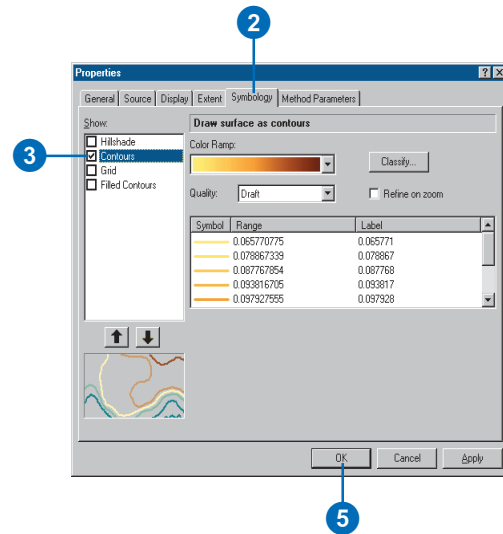 2
Properties
? X
General Source Display Extent Symbology Method Parameters
Show:
Draw surface as contours
3
Hillshade
Contours
Grid
Filled Contours
Color Ramp:
Classify...
Quality: Draft
Refine on zoom
Symbol Range Label
0.065770775 0.065771
0.078867339 0.078867
0.087767854 0.087768
0.093816705 0.093817
0.097927555 0.097928
OK Cancel Apply
5